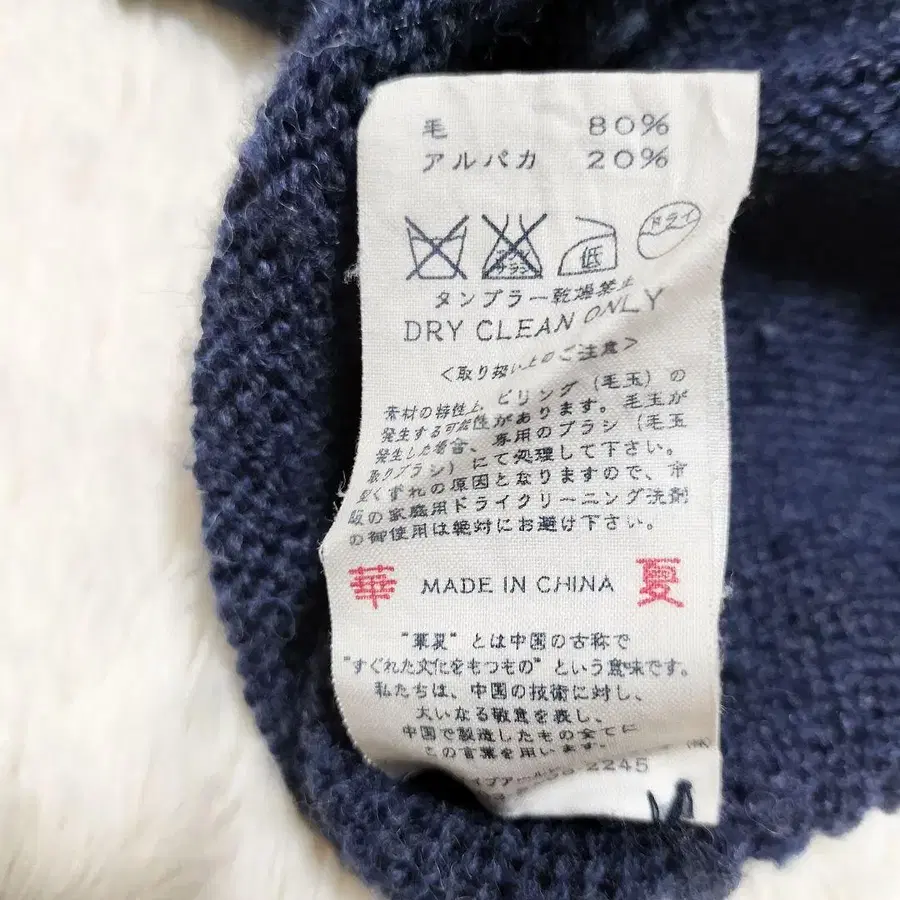 毛 80%
アルパカ 20%
低 ドライ
タンブラー乾燥発止
DRY CLEAN ONLY
<取り扱い上のご注意>
素材の特性上 ピリング (毛玉) の
発生する可能性があります。毛玉が
発生した場合、専用のブラシ (毛玉
取りブラシ) にて処理して下さい。
型くずれの原因となりますので、市
販の家庭用ドライクリーニング洗剤
の御使用は絶対にお避け下さい。
華 MADE IN CHINA 夏
"華夏" とは中国の古称で
"すぐれた文化をもつもの" という意味です。
私たちは、中国の技術に対し、
大いなる敬意を表し、
中国で製造したもの全てに
この言葉を用います。
2245